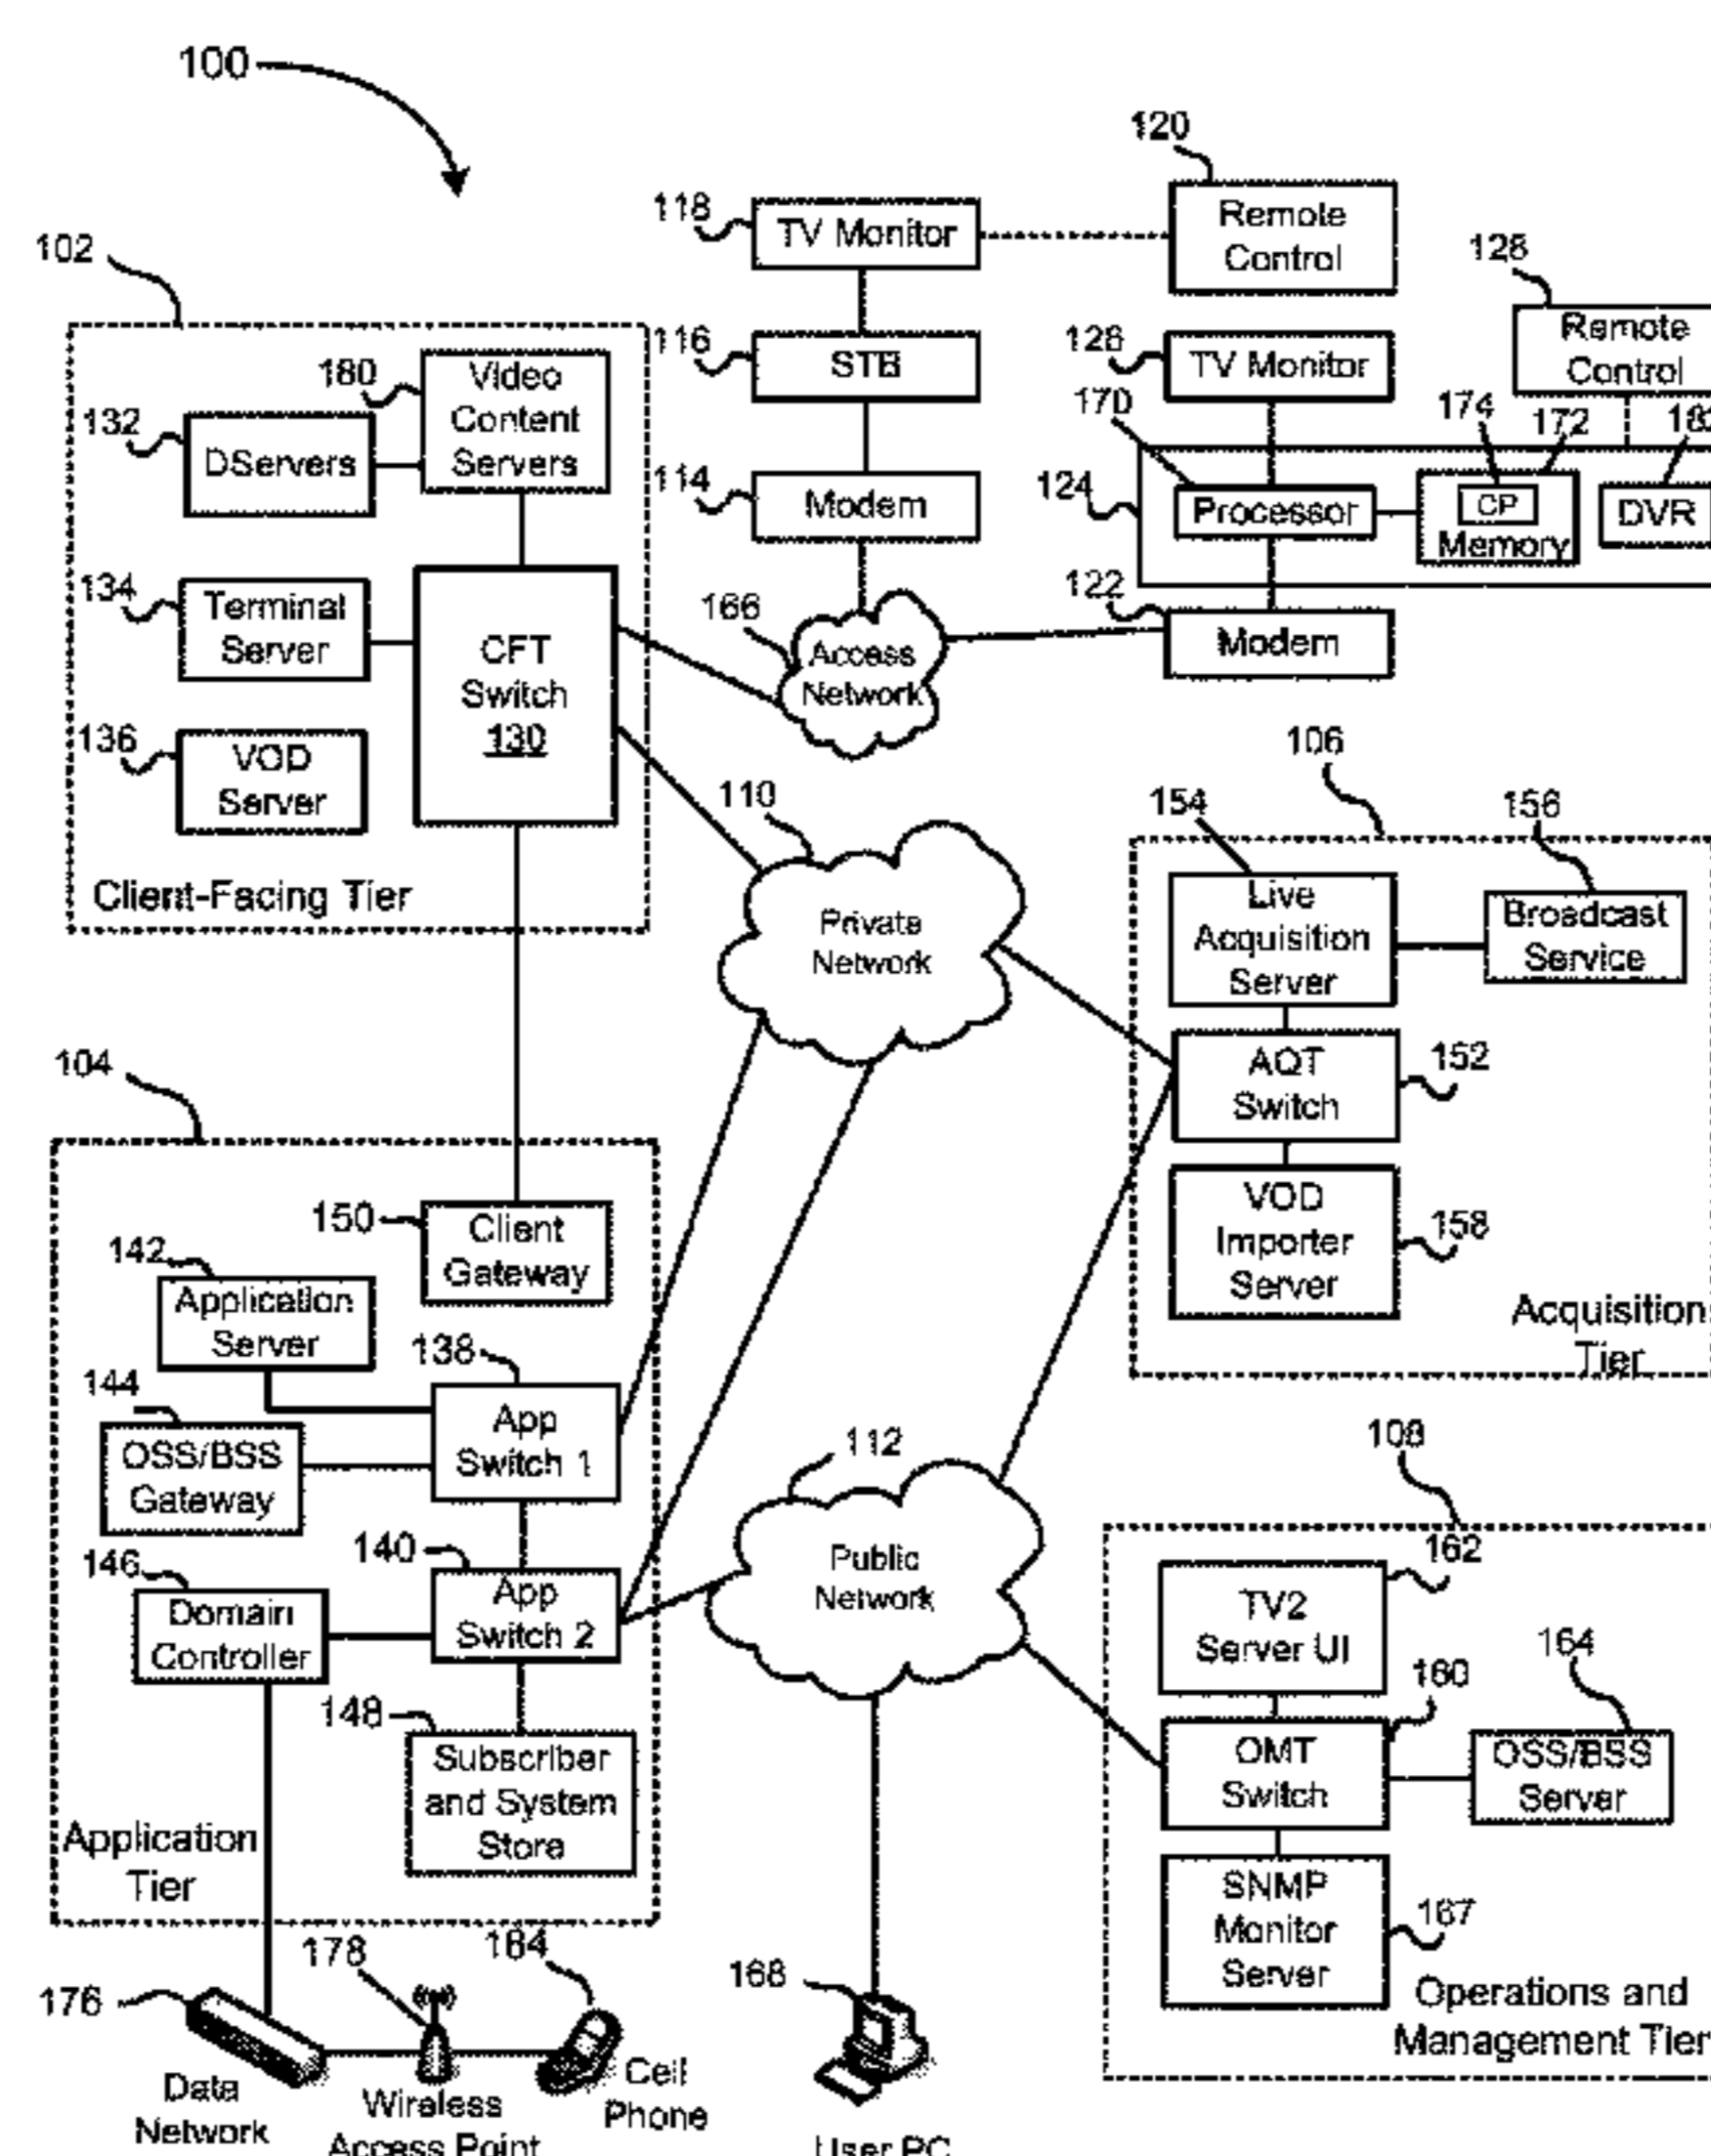 100
120
118
TV Monitor
Remote
Control
102
128
Remote
Control
116
STB
126
TV Monitor
180
Video
Content
Servers
132
DServers
170
174
172
124
Processor
CP
Memory
DVR
114
Modem
122
Modem
134
Terminal
Server
CFT
Switch
130
166
Access
Network
136
VOD
Server
Client-Facing Tier
110
Private
Network
106
154
156
Live
Acquisition
Server
Broadcast
Service
AQT
Switch
152
VOD
Importer
Server
158
Acquisition
Tier
104
150
Client
Gateway
142
Application
Server
138
App
Switch 1
144
OSS/BSS
Gateway
140
App
Switch 2
146
Domain
Controller
148
Subscriber
and System
Store
Application
Tier
112
Public
Network
108
162
TV2
Server UI
160
164
OMT
Switch
OSS/BSS
Server
SNMP
Monitor
Server
167
Operations and
Management Tier
176
178
184
168
Data
Network
Wireless
Access Point
Cell
Phone
User PC